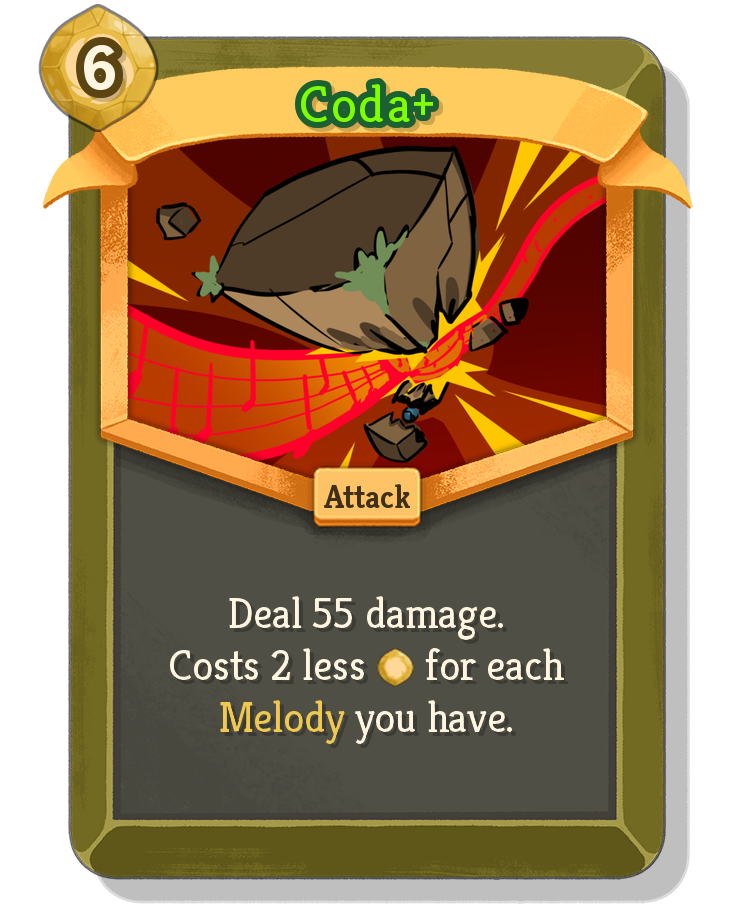 6
Coda+
Attack
Deal 55 damage.
Costs 2 less for each
Melody you have.